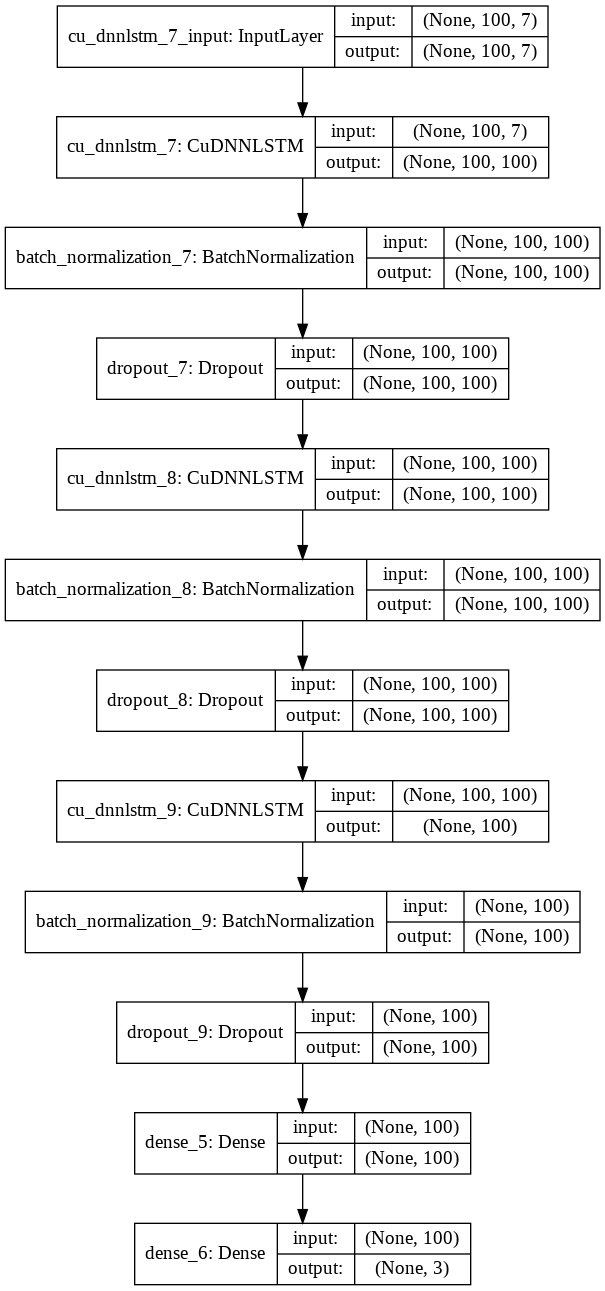 cu_dnnlstm_7_input: InputLayer input: (None, 100, 7)
output: (None, 100, 7)
cu_dnnlstm_7: CuDNNLSTM input: (None, 100, 7)
output: (None, 100, 100)
batch_normalization_7: BatchNormalization input: (None, 100, 100)
output: (None, 100, 100)
dropout_7: Dropout input: (None, 100, 100)
output: (None, 100, 100)
cu_dnnlstm_8: CuDNNLSTM input: (None, 100, 100)
output: (None, 100, 100)
batch_normalization_8: BatchNormalization input: (None, 100, 100)
output: (None, 100, 100)
dropout_8: Dropout input: (None, 100, 100)
output: (None, 100, 100)
cu_dnnlstm_9: CuDNNLSTM input: (None, 100, 100)
output: (None, 100)
batch_normalization_9: BatchNormalization input: (None, 100)
output: (None, 100)
dropout_9: Dropout input: (None, 100)
output: (None, 100)
dense_5: Dense input: (None, 100)
output: (None, 100)
dense_6: Dense input: (None, 100)
output: (None, 3)